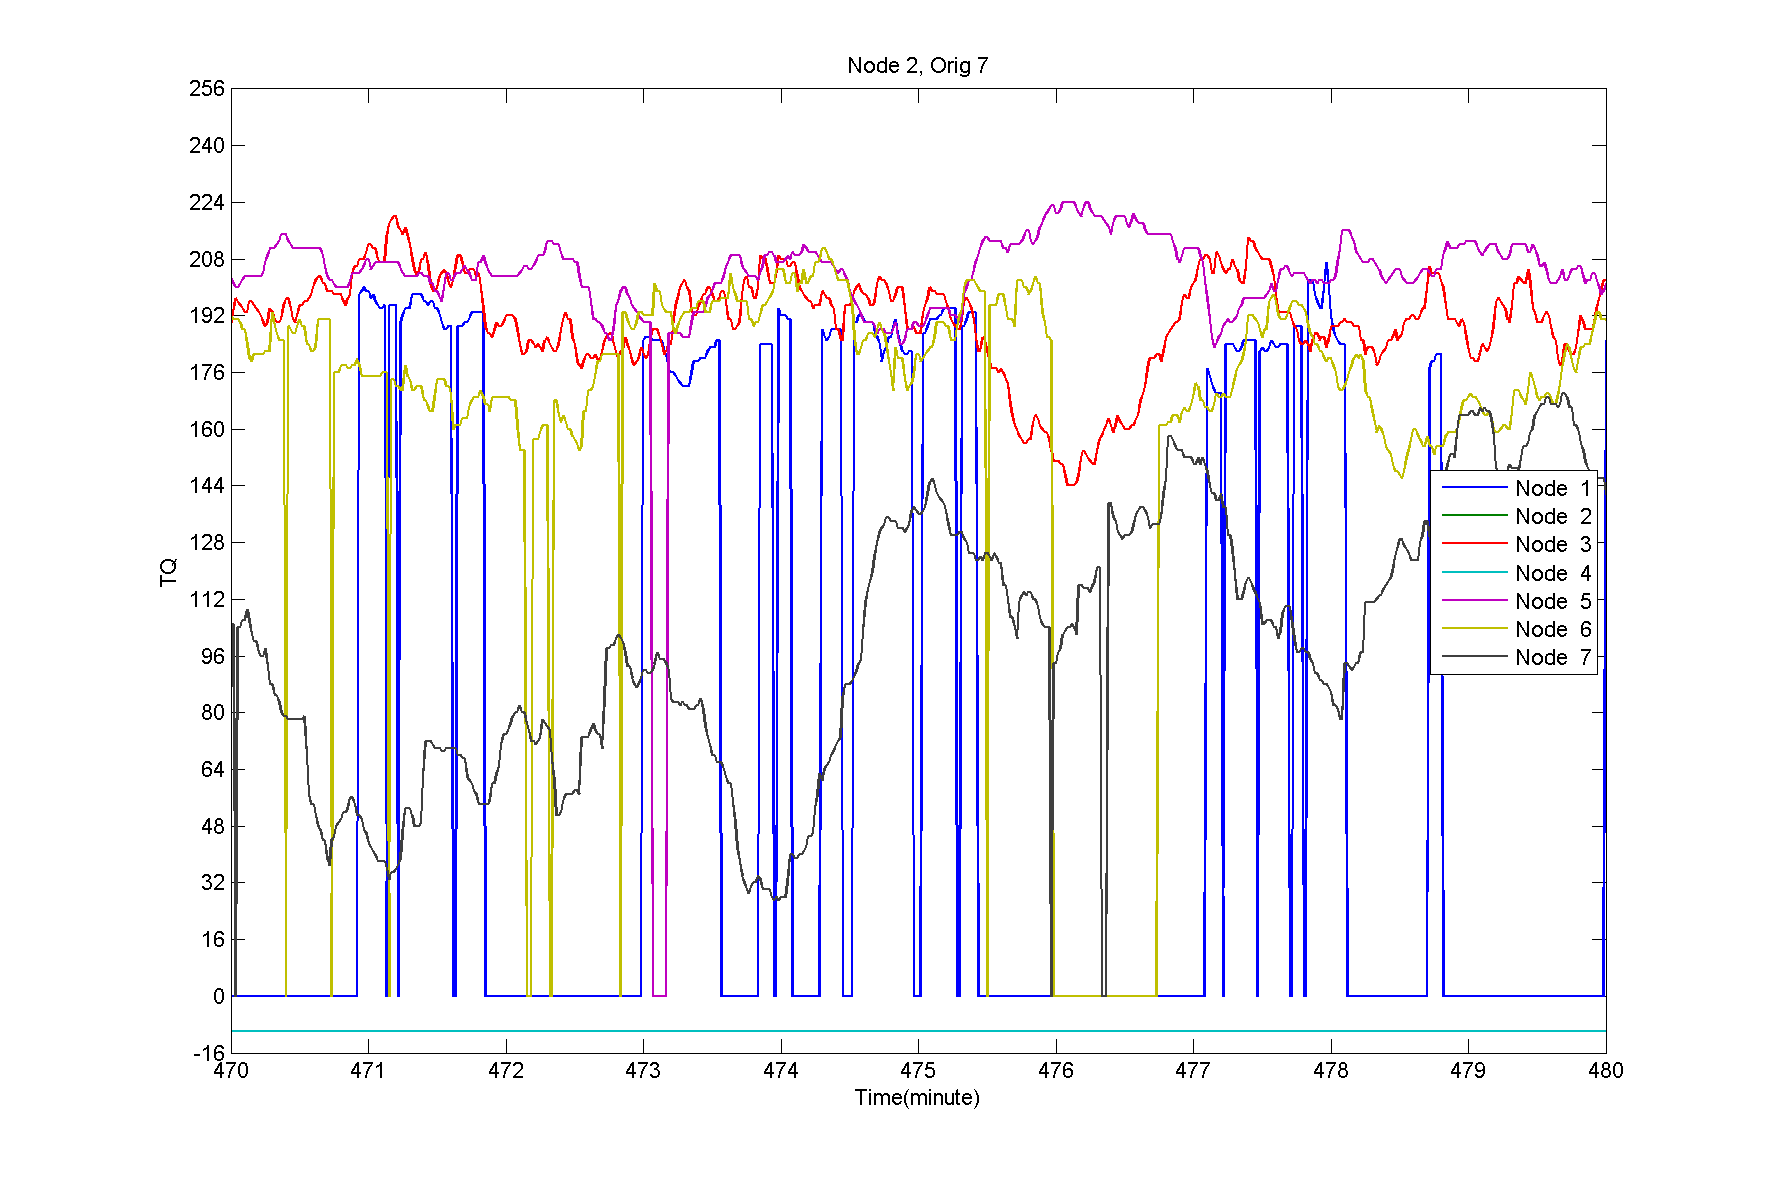 Node 2, Orig 7
256
240
224
208
192
176
160
144
128
112
96
80
64
48
32
16
0
-16
TQ
470 471 472 473 474 475 476 477 478 479 480
Time(minute)
Node 1
Node 2
Node 3
Node 4
Node 5
Node 6
Node 7